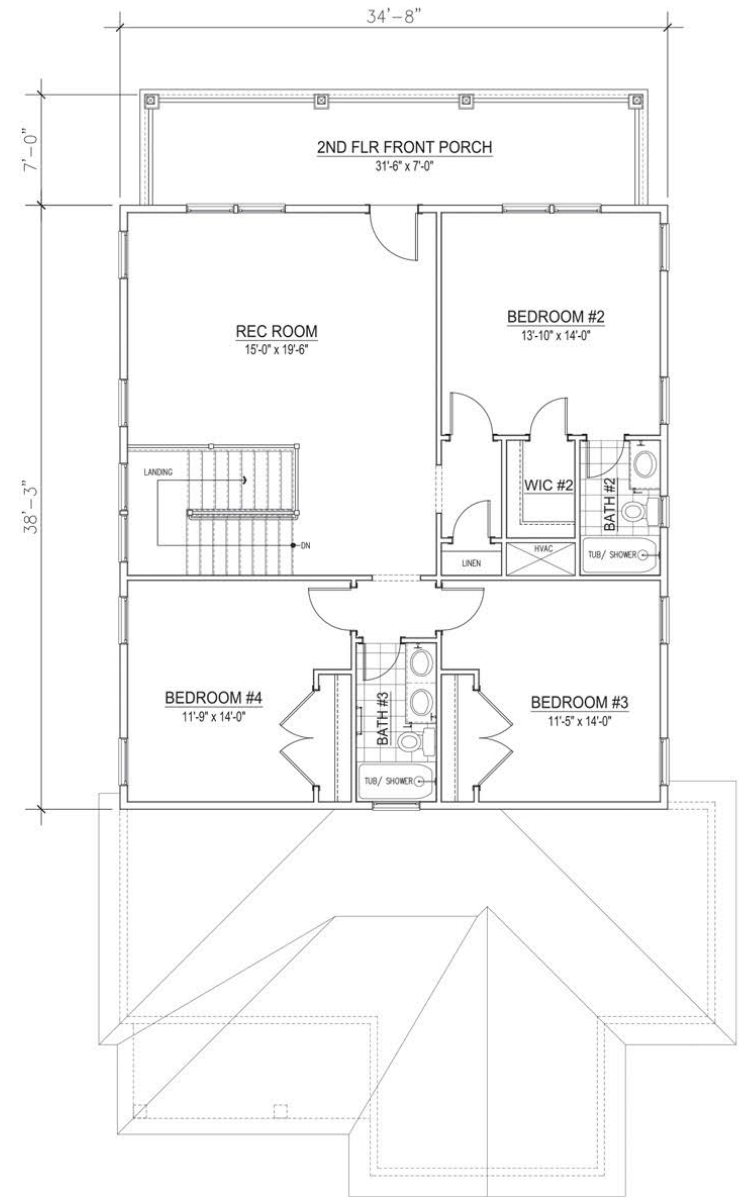 34'-8"
7'-0"
2ND FLR FRONT PORCH
31'-6" x 7'-0"
38'-3"
REC ROOM
15'-0" x 19'-6"
BEDROOM #2
13'-10" x 14'-0"
LANDING
DN
WIC #2
BATH #2
LINEN
HVAC
TUB/ SHOWER
BEDROOM #4
11'-9" x 14'-0"
BATH #3
BEDROOM #3
11'-5" x 14'-0"
TUB/ SHOWER